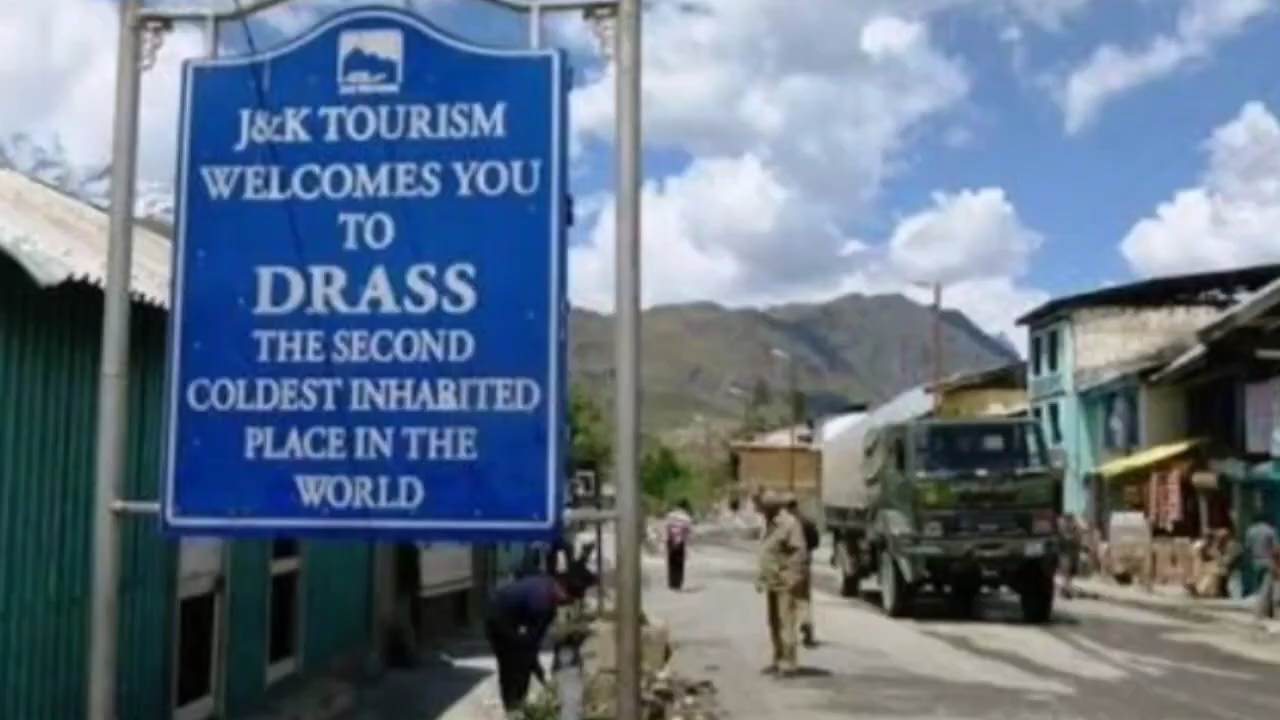 J&K TOURISM
WELCOMES YOU
TO
DRASS
THE SECOND
COLDEST INHABITED
PLACE IN THE
WORLD